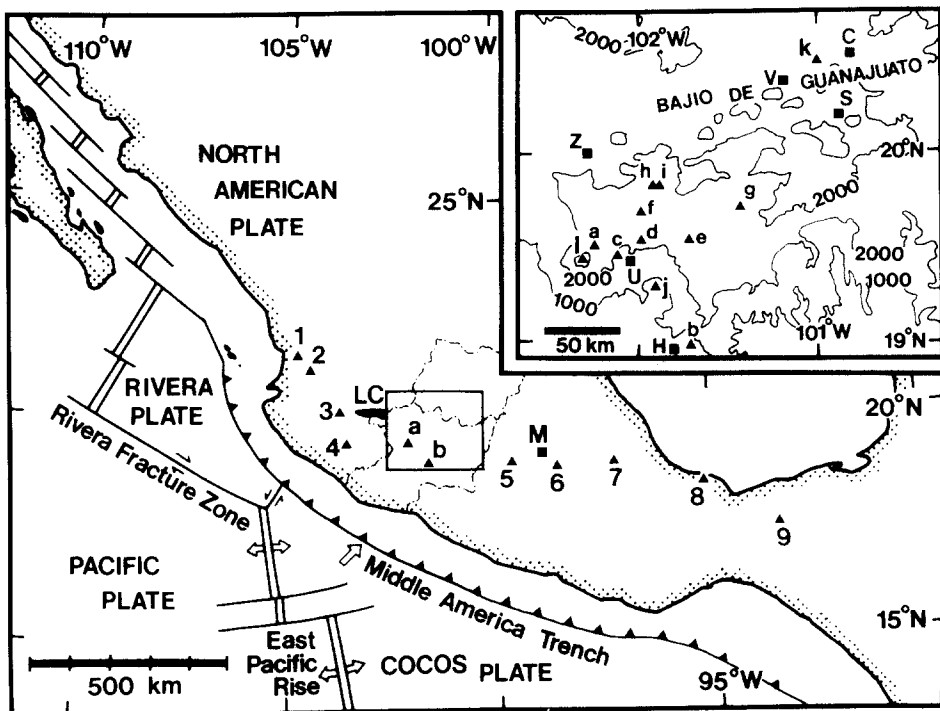 110°W
105°W
100°W
NORTH
AMERICAN
PLATE
25°N
1
2
3
LC
4
a
b
M
5
6
7
8
9
20°N
15°N
95°W
RIVERA
PLATE
Rivera Fracture Zone
PACIFIC
PLATE
East
Pacific
Rise
COCOS PLATE
Middle America Trench
500 km
2000
102°W
k
C
V
GUANAJUATO
BAJIO DE
S
Z
20°N
h i
g
2000
f
a
d
e
i
c
2000
U
1000
j
2000
1000
101°W
b
H
19°N
50 km